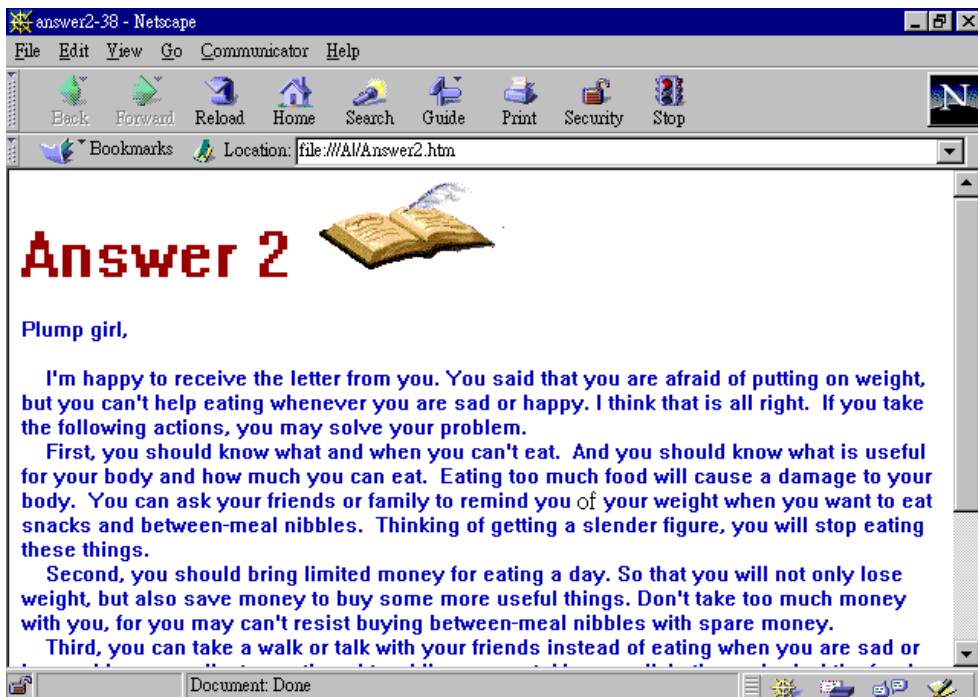 answer2-38 - Netscape
File Edit View Go Communicator Help
Back Forward Reload Home Search Guide Print Security Stop
N
Bookmarks Location: file:///A|/Answer2.htm
Answer 2
Plump girl,
I'm happy to receive the letter from you. You said that you are afraid of putting on weight,
but you can't help eating whenever you are sad or happy. I think that is all right. If you take
the following actions, you may solve your problem.
First, you should know what and when you can't eat. And you should know what is useful
for your body and how much you can eat. Eating too much food will cause a damage to your
body. You can ask your friends or family to remind you of your weight when you want to eat
snacks and between-meal nibbles. Thinking of getting a slender figure, you will stop eating
these things.
Second, you should bring limited money for eating a day. So that you will not only lose
weight, but also save money to buy some more useful things. Don't take too much money
with you, for you may can't resist buying between-meal nibbles with spare money.
Third, you can take a walk or talk with your friends instead of eating when you are sad or
Document: Done